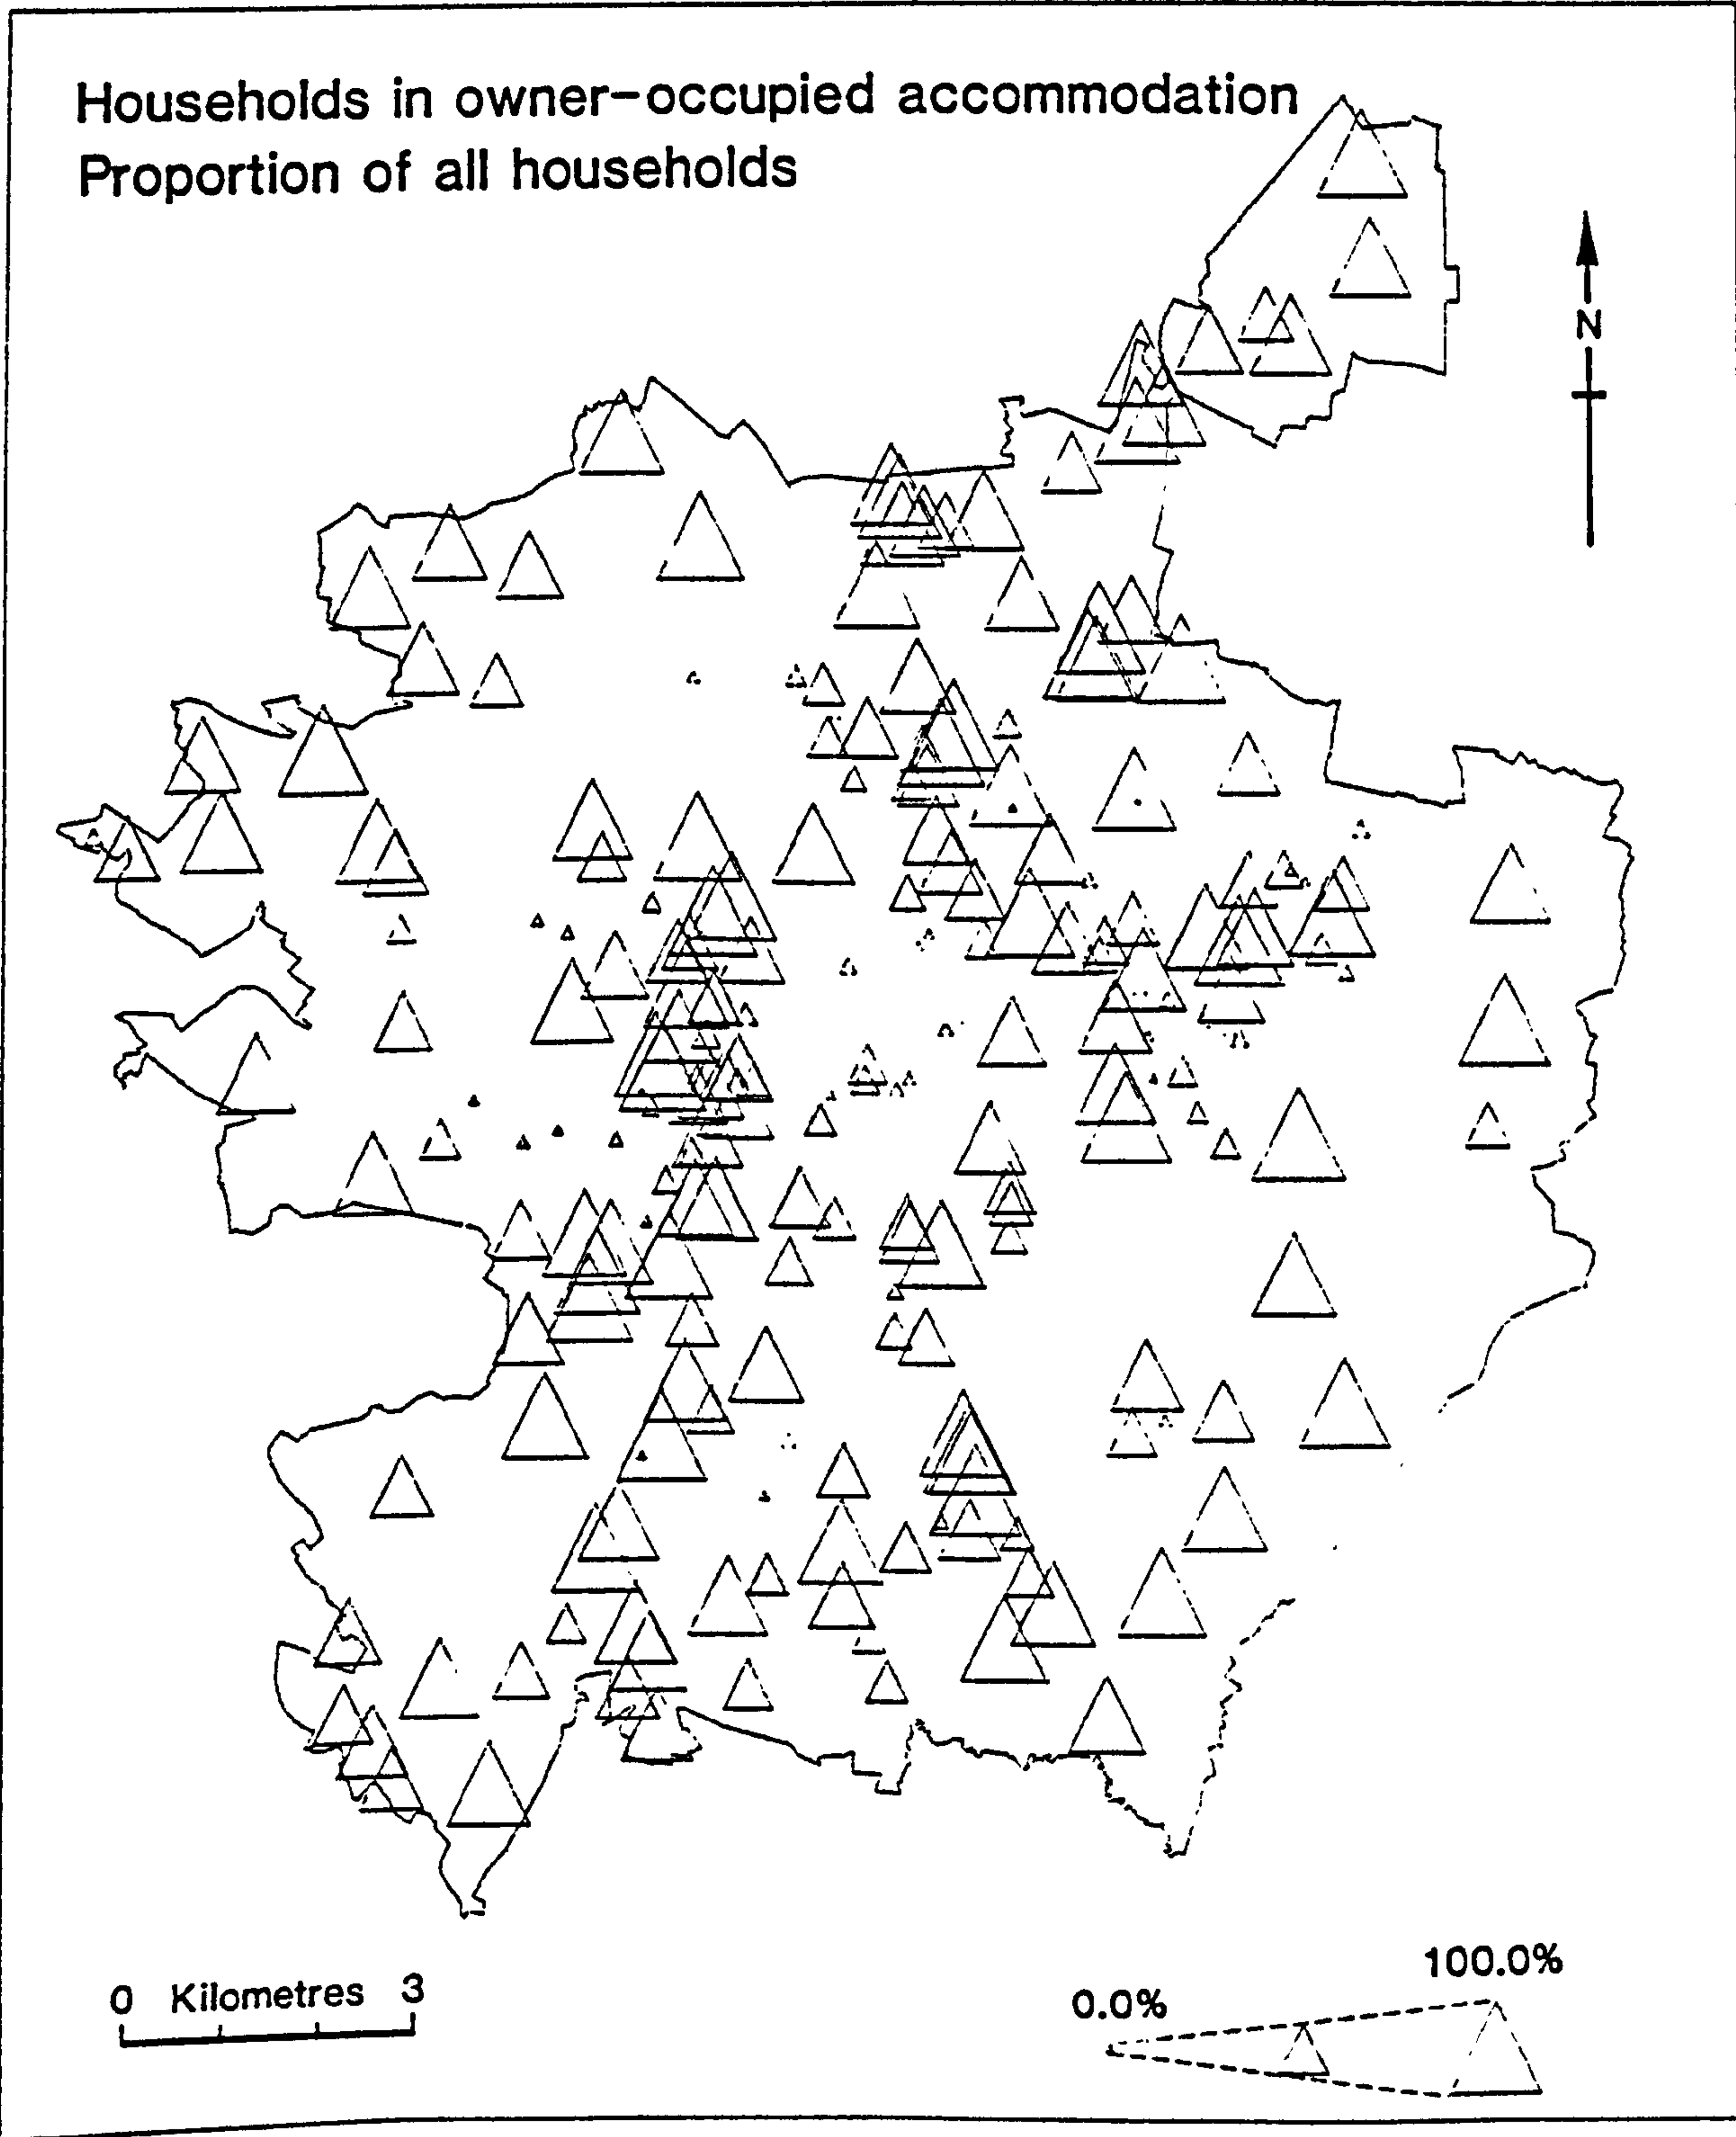 Households in owner-occupied accommodation
Proportion of all households
N
0 Kilometres 3
0.0%
100.0%